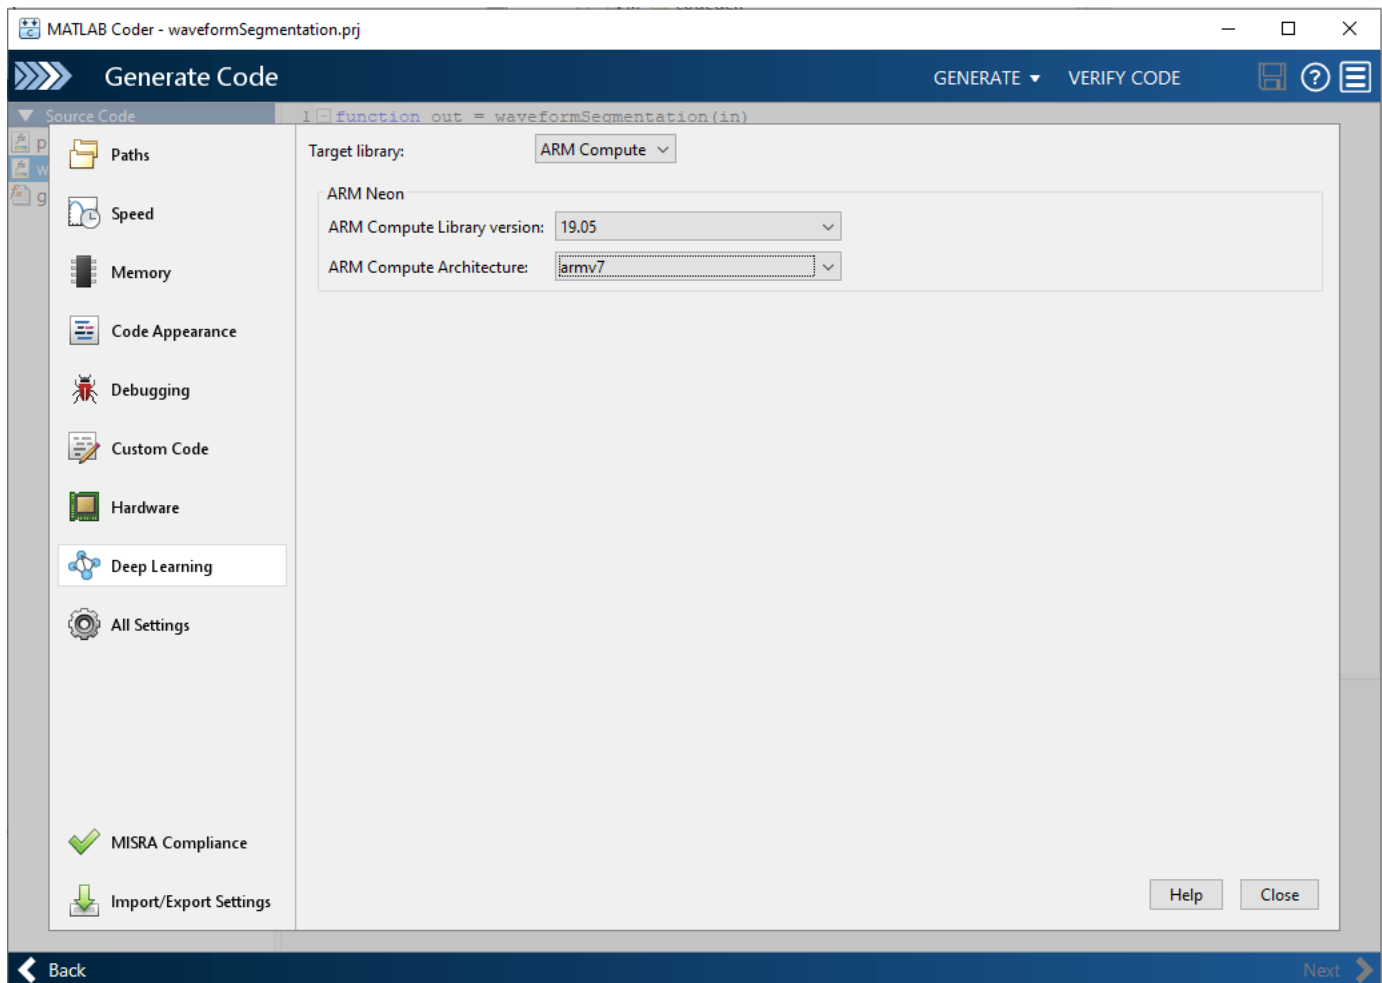 MATLAB Coder - waveformSegmentation.prj
Generate Code
GENERATE
VERIFY CODE
Source Code
1 function out = waveformSegmentation(in)
p
w
g
Paths
Speed
Memory
Code Appearance
Debugging
Custom Code
Hardware
Deep Learning
All Settings
MISRA Compliance
Import/Export Settings
Target library: ARM Compute
ARM Neon
ARM Compute Library version: 19.05
ARM Compute Architecture: armv7
Help
Close
Back
Next